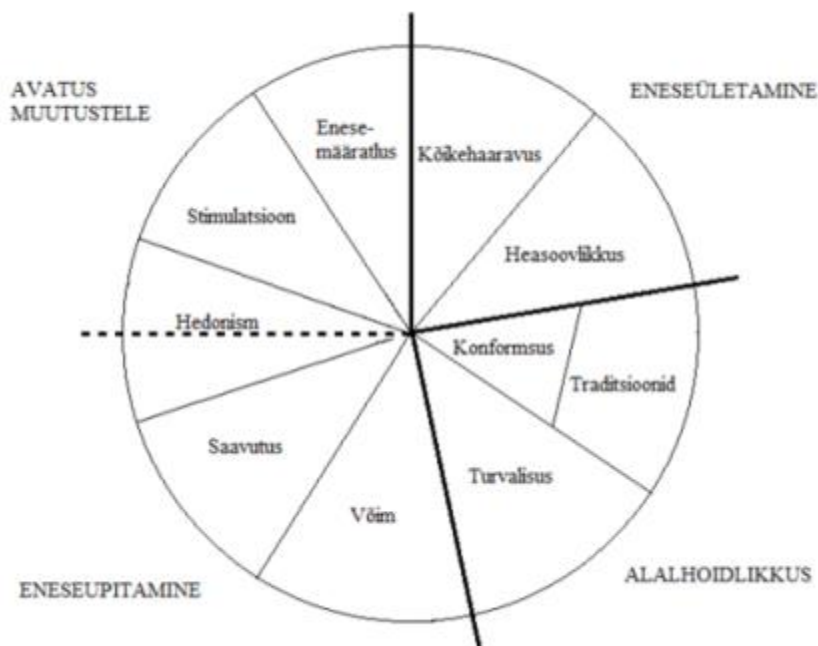 AVATUS
MUUTUSTELE
ENESEÜLETAMINE
Enese-
määratlus
Kõikehaaravus
Stimulatsioon
Heasoovlikkus
Hedonism
Konformsus
Traditsioonid
Saavutus
Turvalisus
Võim
ENESEUPITAMINE
ALALHOIDLIKKUS